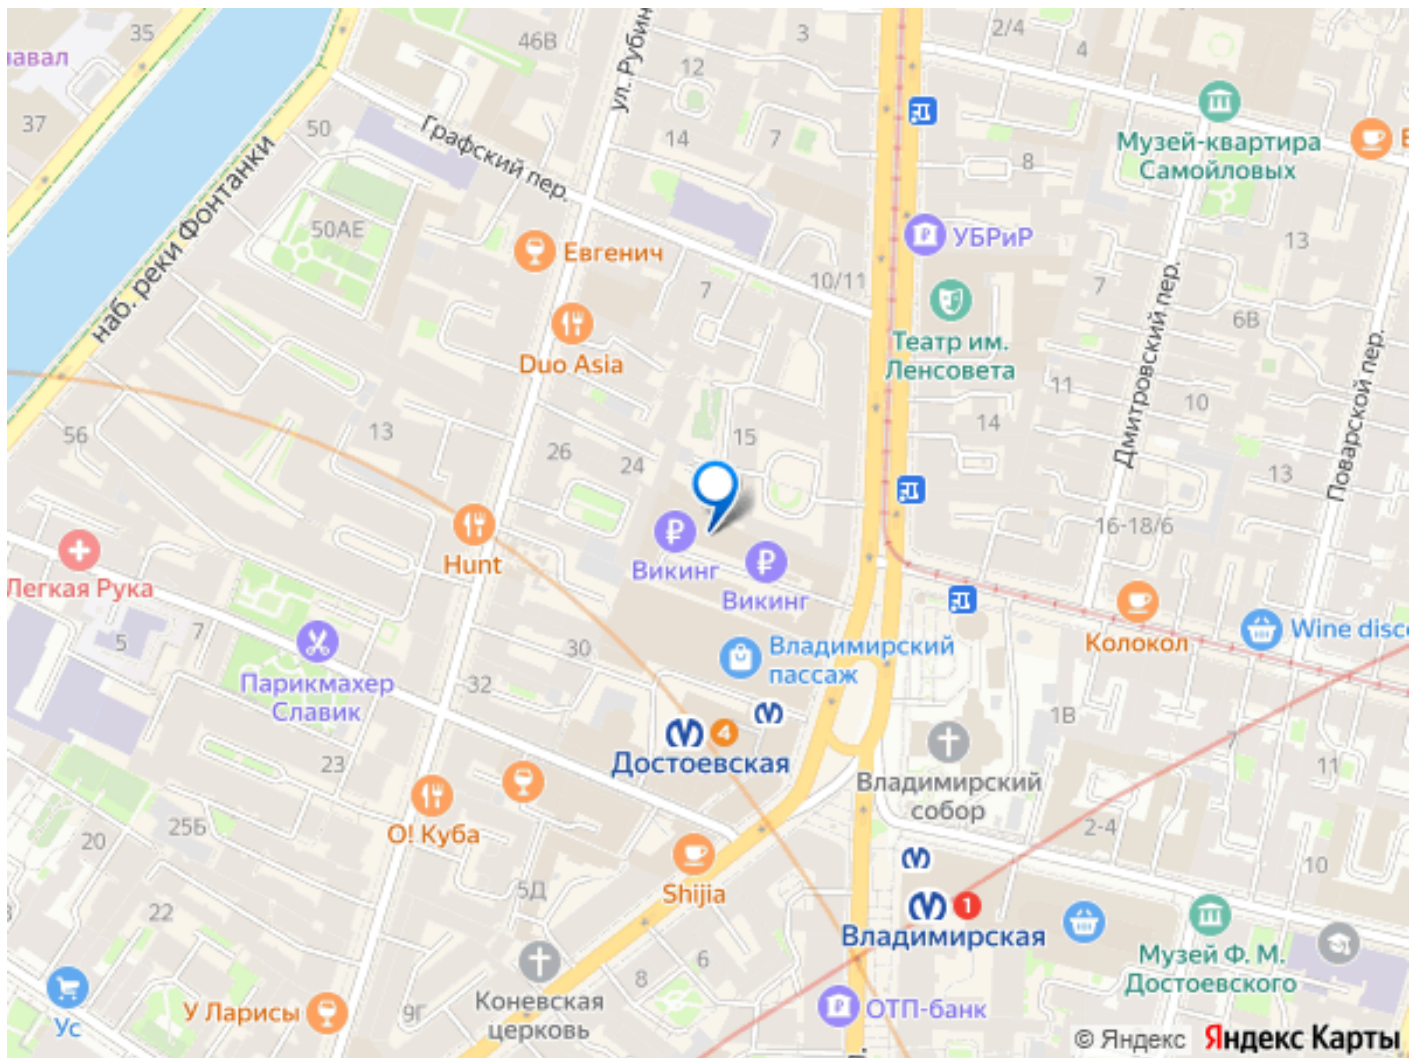 35
авал
37
46В
ул. Рубин
12
3
2/4
4
14
7
50
Графский пер.
8
Музей-квартира
Самойловых
50АЕ
наб. реки Фонтанки
Евгенич
УБРиР
13
10/11
7
7
Duo Asia
Театр им.
Ленсовета
6В
Дмитровский пер.
Поварской пер.
11
10
56
13
26
24
15
14
13
16-18/6
Hunt
Викинг
Викинг
Легкая Рука
5
7
Парикмахер
Славик
30
32
Владимирский
пассаж
Колокол
Wine disc
1В
7
11
4
Достоевская
Владимирский
собор
23
О! Куба
25Б
20
2-4
10
Shijia
5Д
22
1
Владимирская
Музей Ф. М.
Достоевского
6
8
Коневская
церковь
9Г
Ус
У Ларисы
ОТП-банк
© Яндекс Яндекс Карты